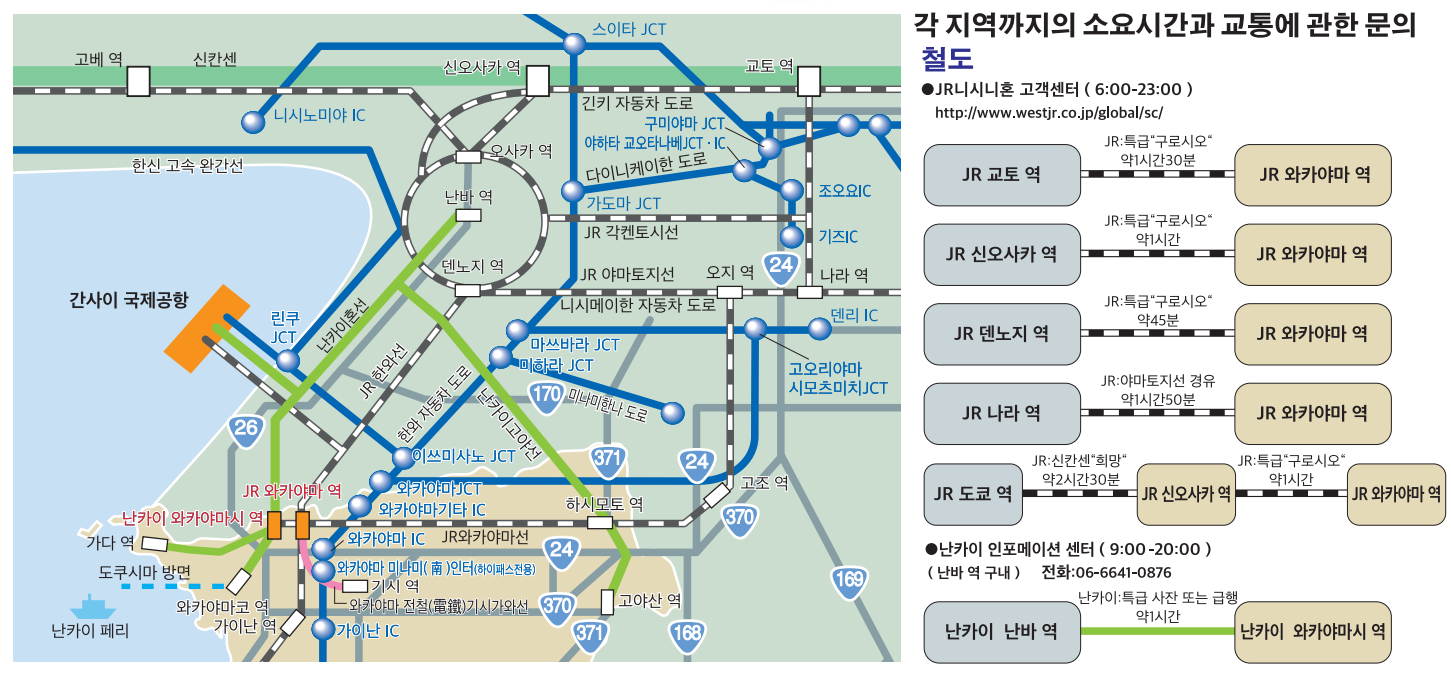 스이타 JCT
고베 역
신칸센
신오사카 역
교토 역
니시노미야 IC
긴키 자동차 도로
구미야마 JCT
야하타 교오타나베JCT · IC
한신 고속 완간선
오사카 역
다이니케이한 도로
난바 역
가도마 JCT
조오요IC
JR 각켄토시선
기즈IC
덴노지 역
JR 야마토지선
오지 역
24
나라 역
간사이 국제공항
니시메이한 자동차 도로
린쿠
JCT
난카이혼선
덴리 IC
마쓰바라 JCT
미하라 JCT
JR 한와선
고오리야마
시모츠미치JCT
한와 자동차 도로
170
미나미한나 도로
난카이고야선
26
이쓰미사노 JCT
371
24
JR 와카야마 역
와카야마JCT
고조 역
난카이 와카야마시 역
와카야마기타 IC
하시모토 역
370
가다 역
와카야마 IC
JR와카야마선
24
도쿠시마 방면
와카야마 미나미( 南 )인터(하이패스전용)
기시 역
169
와카야마코 역
와카야마 전철(電鐵)기시가와선
370
고야산 역
난카이 페리
가이난 역
가이난 IC
371
168
각 지역까지의 소요시간과 교통에 관한 문의
철도
●JR니시니혼 고객센터 ( 6:00-23:00 )
http://www.westjr.co.jp/global/sc/
JR 교토 역
JR:특급“구로시오“
약1시간30분
JR 와카야마 역
JR 신오사카 역
JR:특급“구로시오“
약1시간
JR 와카야마 역
JR 덴노지 역
JR:특급“구로시오“
약45분
JR 와카야마 역
JR 나라 역
JR:야마토지선 경유
약1시간50분
JR 와카야마 역
JR 도쿄 역
JR:신칸센“희망“
약2시간30분
JR 신오사카 역
JR:특급“구로시오“
약1시간
JR 와카야마 역
●난카이 인포메이션 센터 ( 9:00-20:00 )
( 난바 역 구내 ) 전화:06-6641-0876
난카이 난바 역
난카이:특급 사잔 또는 급행
약1시간
난카이 와카야마시 역